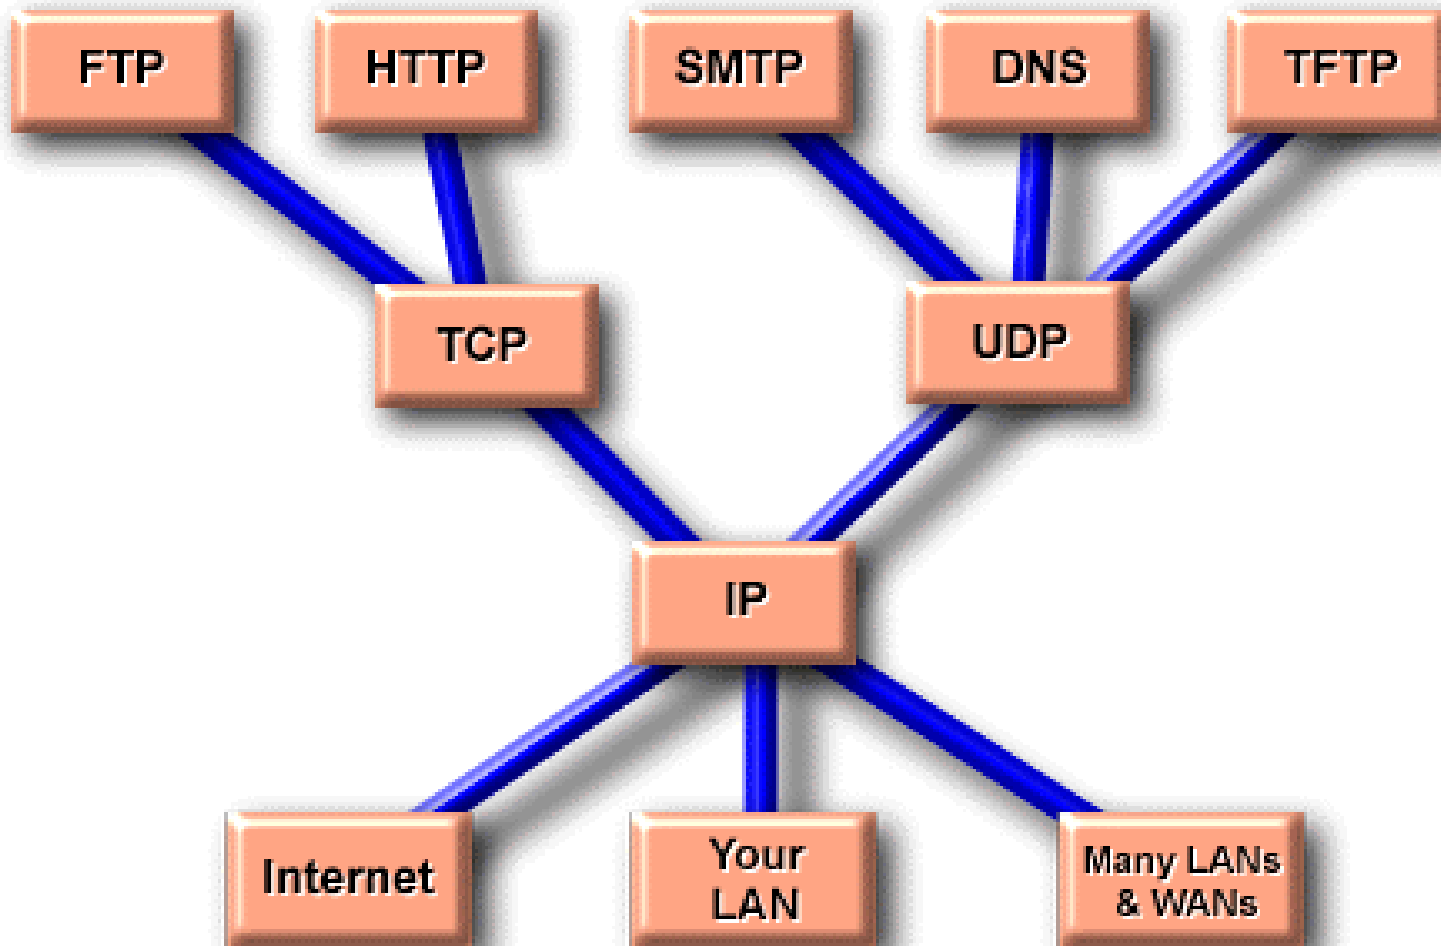 FTP
HTTP
SMTP
DNS
TFTP
TCP
UDP
IP
Internet
Your
LAN
Many LANs
& WANs